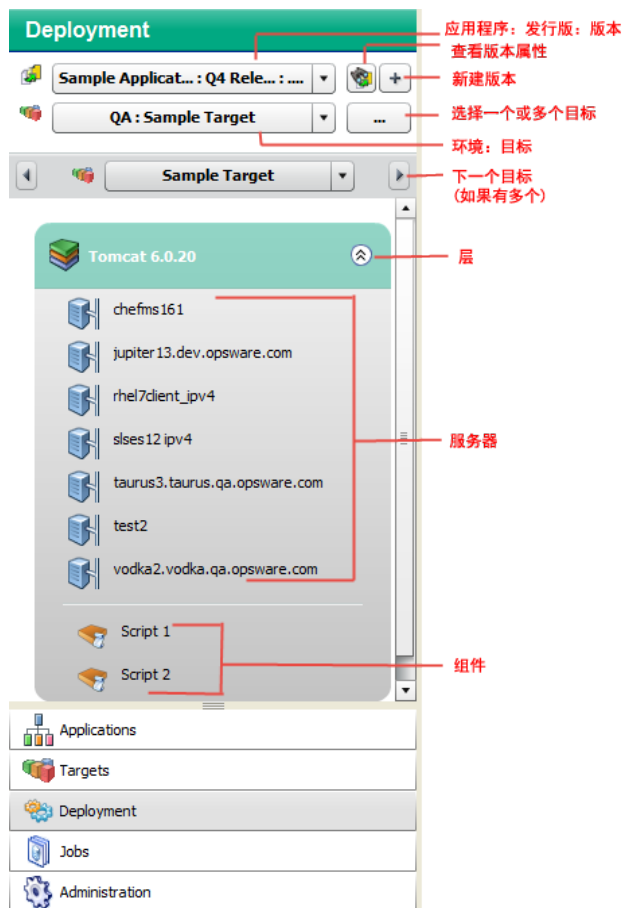 Deployment
应用程序：发行版：版本
查看版本属性
Sample Applicat... : Q4 Rele... : ....
+
新建版本
QA : Sample Target
...
选择一个或多个目标
环境：目标
Sample Target
下一个目标
(如果有多个)
Tomcat 6.0.20
层
chefms161
jupiter13.dev.opsware.com
rhel7client_ipv4
slses12 ipv4
服务器
taurus3.taurus.qa.opsware.com
test2
vodka2.vodka.qa.opsware.com
Script 1
组件
Script 2
Applications
Targets
Deployment
Jobs
Administration